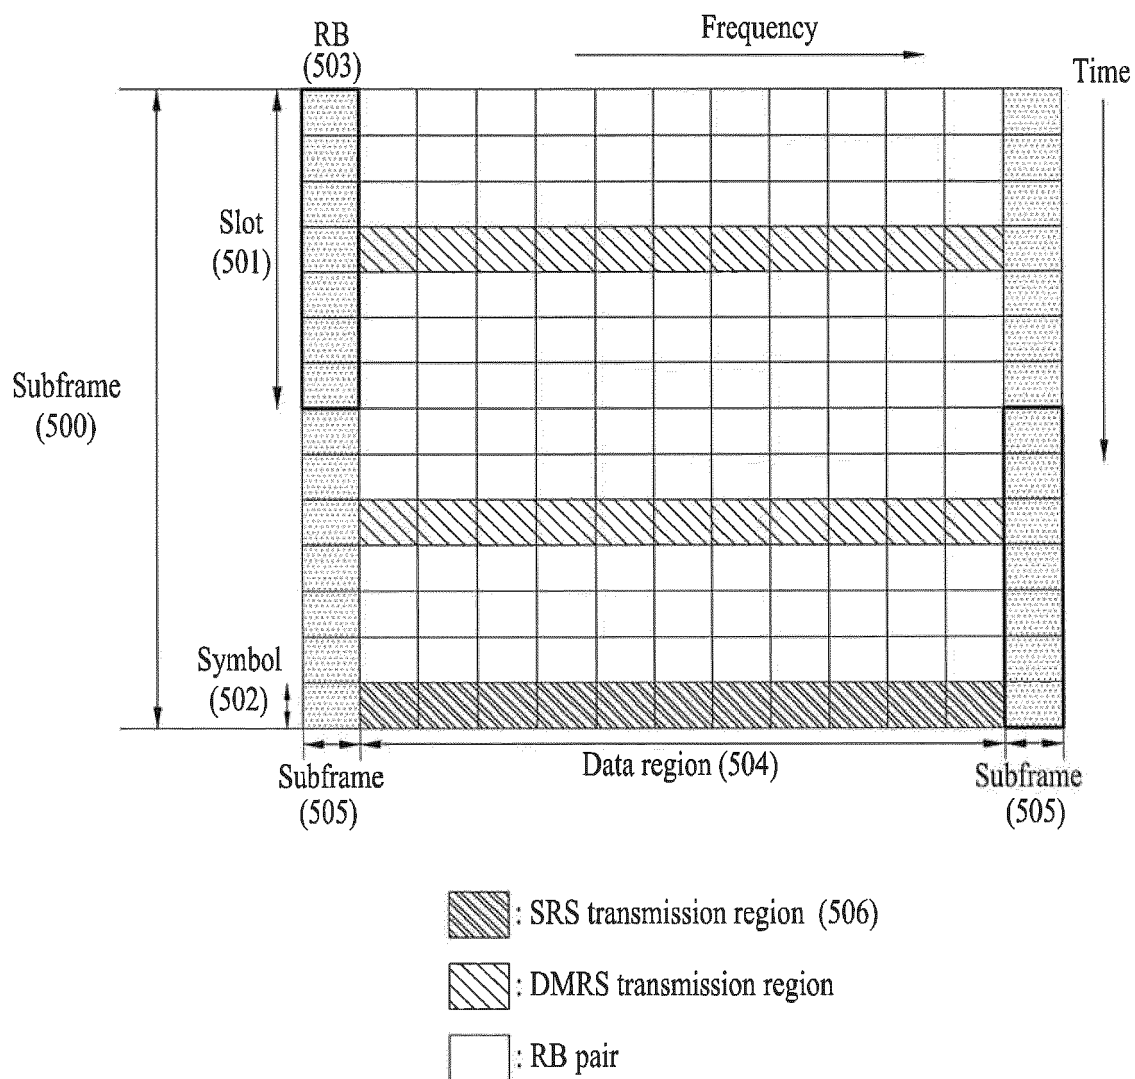 RB
(503)
Frequency
Time
Slot
(501)
Subframe
(500)
Symbol
(502)
Subframe
(505)
Data region (504)
Subframe
(505)
: SRS transmission region (506)
: DMRS transmission region
: RB pair